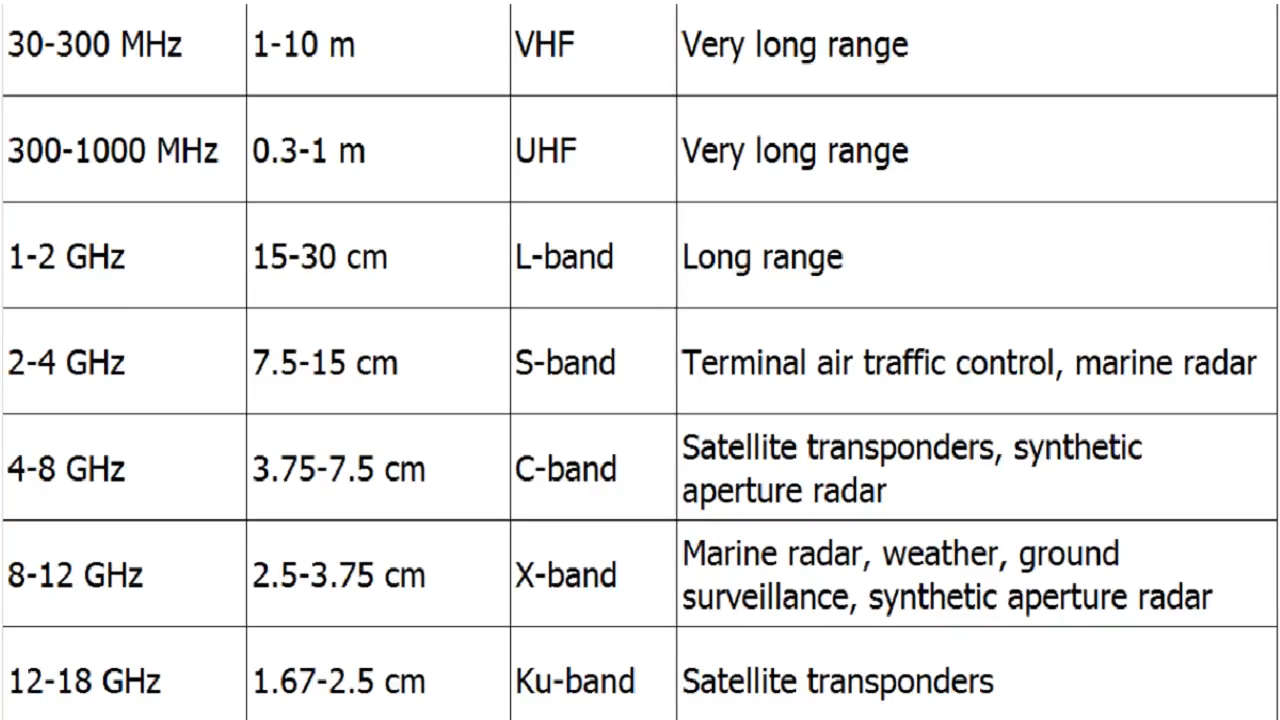 30-300 MHz 1-10 m VHF Very long range
300-1000 MHz 0.3-1 m UHF Very long range
1-2 GHz 15-30 cm L-band Long range
2-4 GHz 7.5-15 cm S-band Terminal air traffic control, marine radar
4-8 GHz 3.75-7.5 cm C-band Satellite transponders, synthetic
aperture radar
8-12 GHz 2.5-3.75 cm X-band Marine radar, weather, ground
surveillance, synthetic aperture radar
12-18 GHz 1.67-2.5 cm Ku-band Satellite transponders